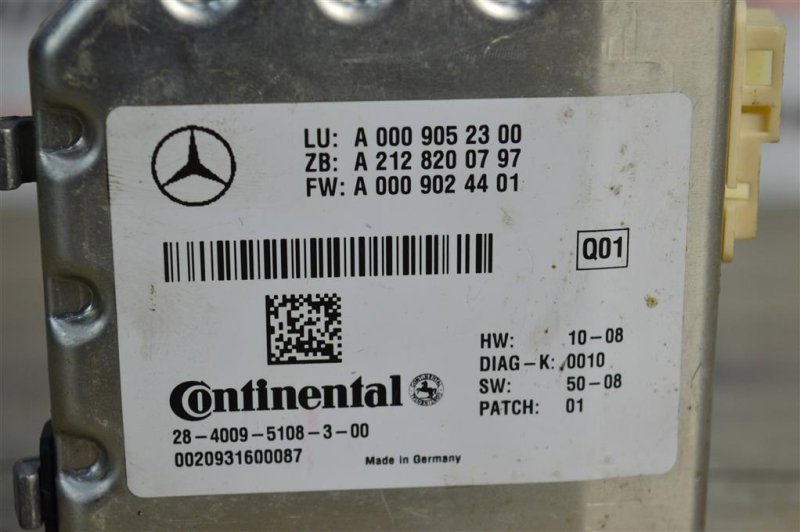 LU: A 000 905 23 00
ZB: A 212 820 07 97
FW: A 000 902 44 01
Q01
HW: 10-08
DIAG-K: 0010
SW: 50-08
PATCH: 01
Continental
28-4009-5108-3-00
0020931600087
Made in Germany